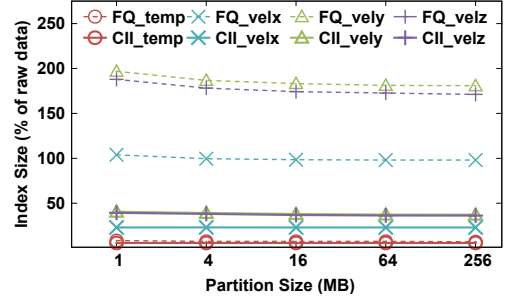 250
FQ_temp FQ_velx FQ_vely FQ_velz
CII_temp CII_velx CII_vely CII_velz
200
150
100
50
Index Size (% of raw data)
1 4 16 64 256
Partition Size (MB)